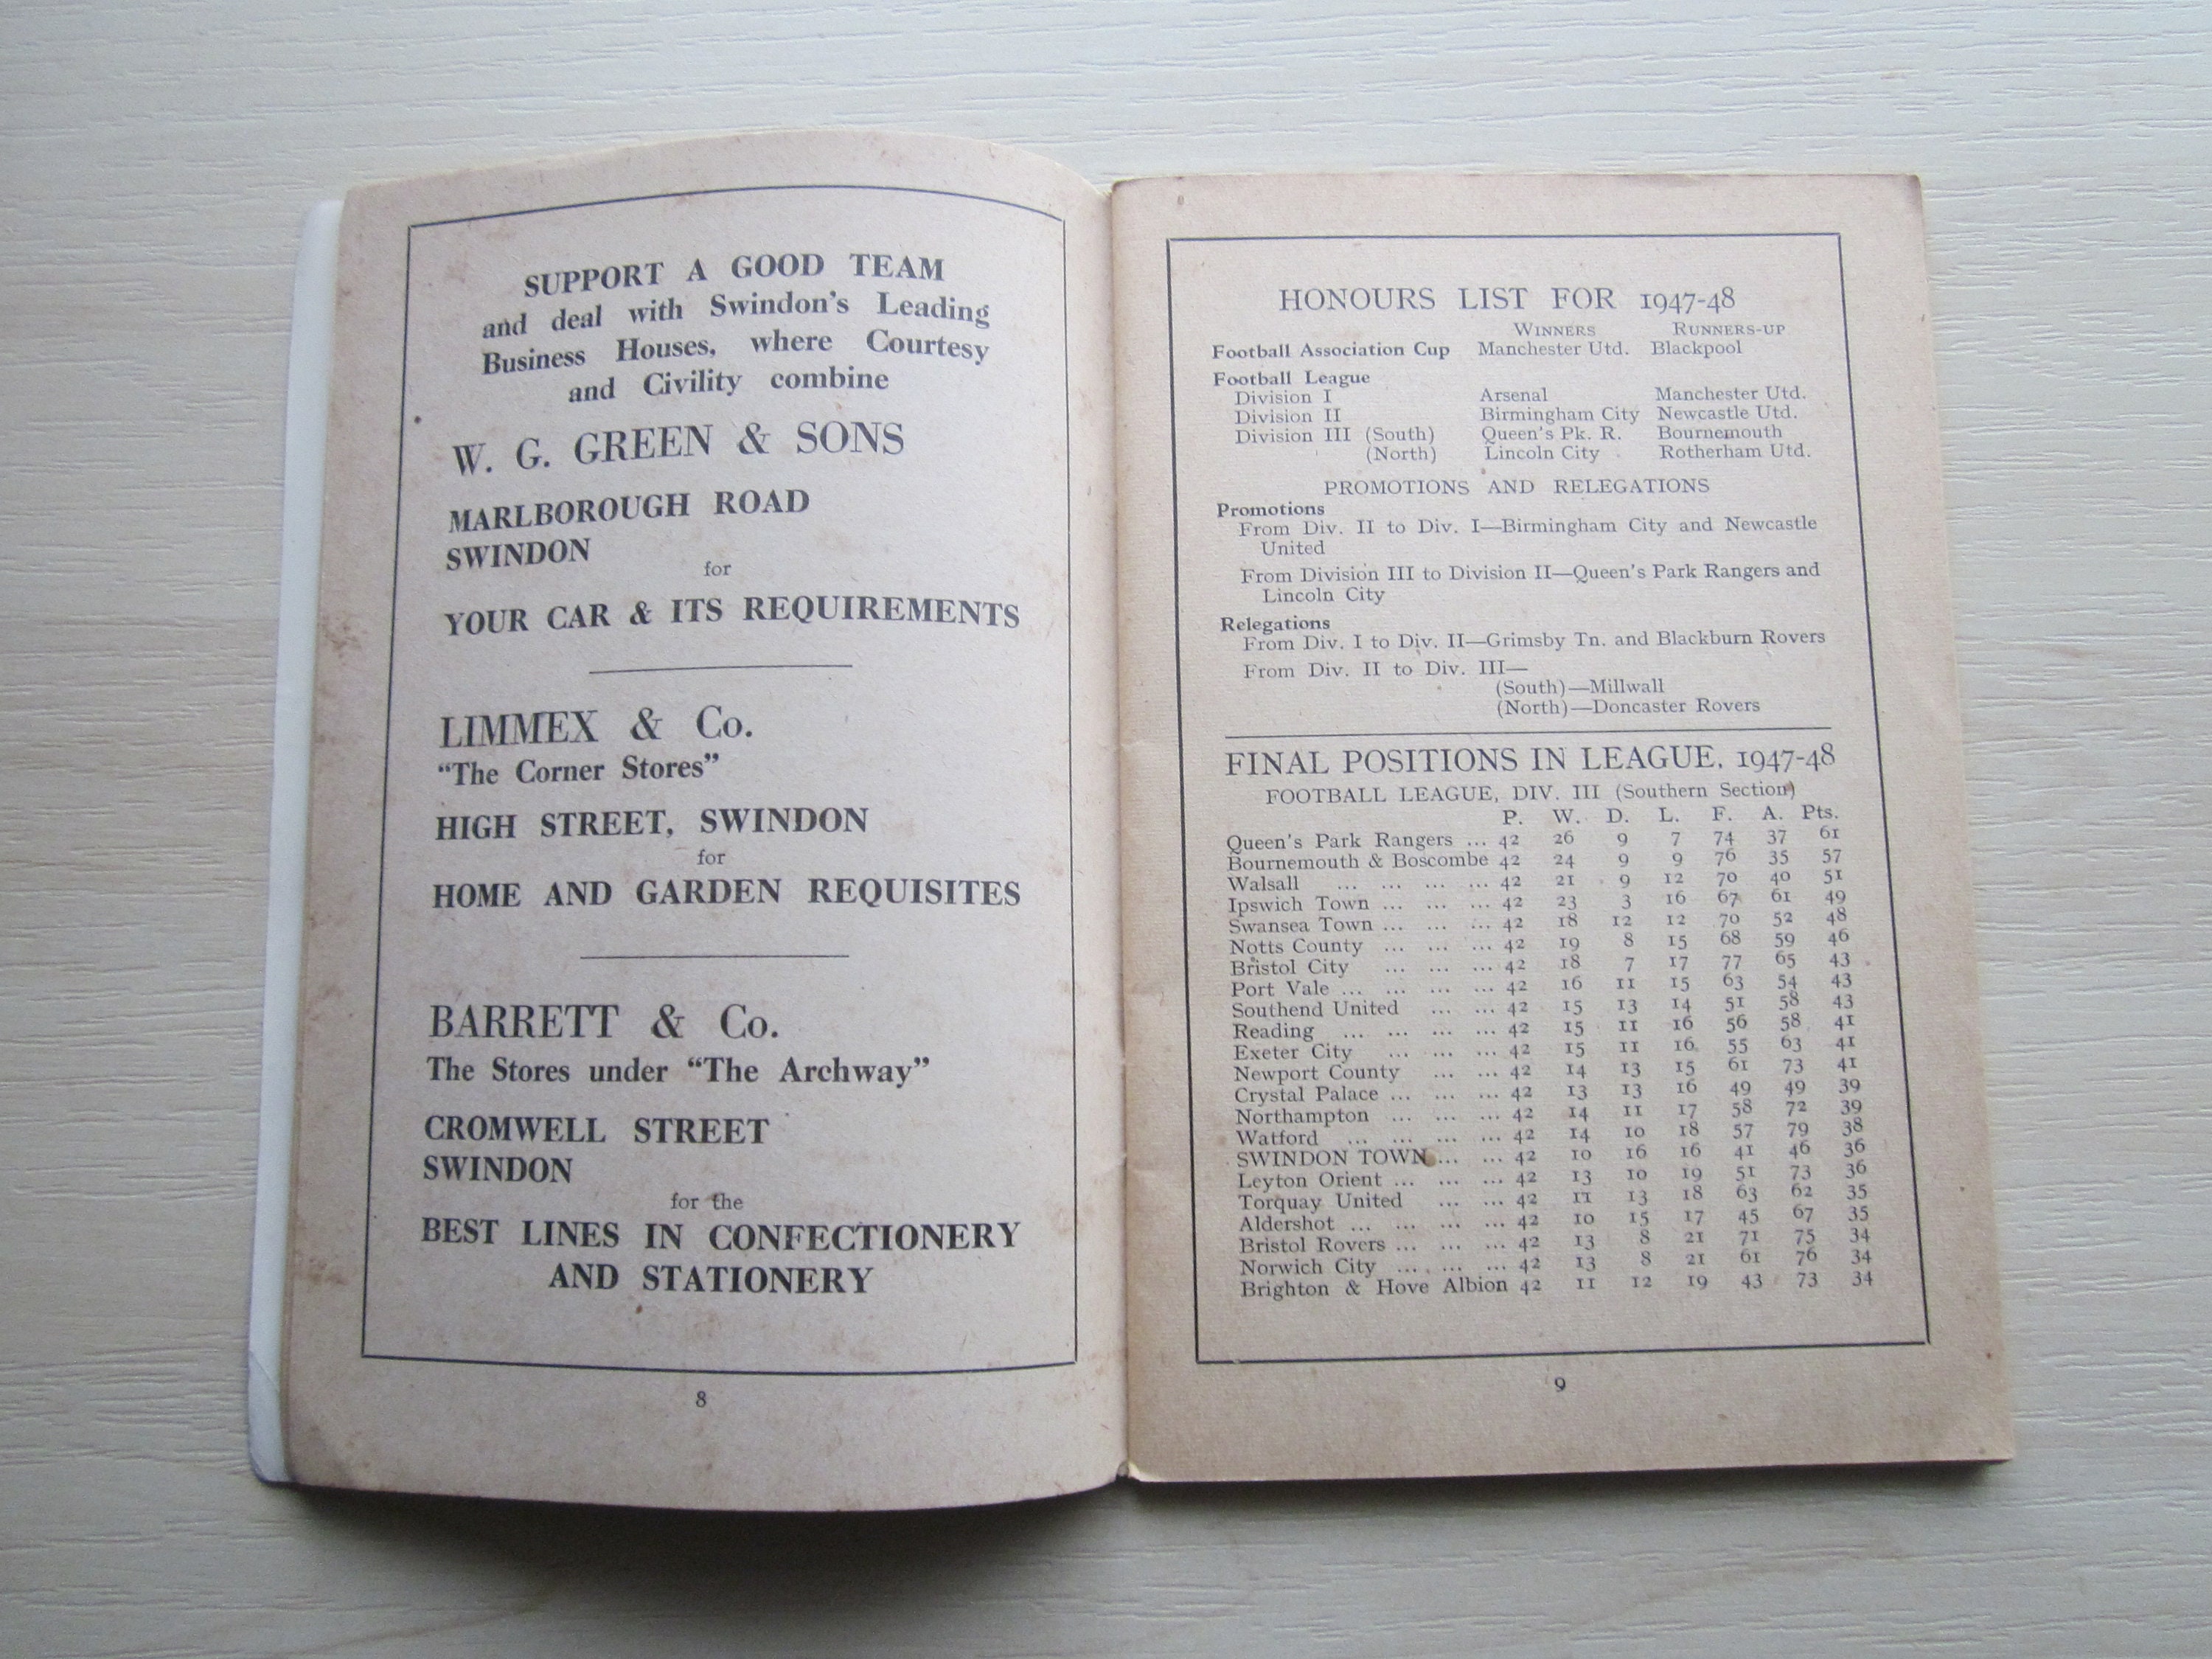 SUPPORT A GOOD TEAM
and deal with Swindon's Leading
Business Houses, where Courtesy
and Civility combine
W. G. GREEN & SONS
MARLBOROUGH ROAD
SWINDON
for
YOUR CAR & ITS REQUIREMENTS
LIMMEX & Co.
"The Corner Stores"
HIGH STREET, SWINDON
for
HOME AND GARDEN REQUISITES
BARRETT & Co.
The Stores under "The Archway"
CROMWELL STREET
SWINDON
for the
BEST LINES IN CONFECTIONERY
AND STATIONERY
8
HONOURS LIST FOR 1947-48
WINNERS RUNNERS-UP
Football Association Cup Manchester Utd. Blackpool
Football League
Division I Arsenal Manchester Utd.
Division II Birmingham City Newcastle Utd.
Division III (South) Queen's Pk. R. Bournemouth
(North) Lincoln City Rotherham Utd.
PROMOTIONS AND RELEGATIONS
Promotions
From Div. II to Div. I—Birmingham City and Newcastle
United
From Division III to Division II—Queen's Park Rangers and
Lincoln City
Relegations
From Div. I to Div. II—Grimsby Tn. and Blackburn Rovers
From Div. II to Div. III—
(South)—Millwall
(North)—Doncaster Rovers
FINAL POSITIONS IN LEAGUE, 1947-48
FOOTBALL LEAGUE, DIV. III (Southern Section)
P. W. D. L. F. A. Pts.
Queen's Park Rangers ... 42 26 9 7 74 37 61
Bournemouth & Boscombe 42 24 9 9 76 35 57
Walsall ... ... ... ... 42 21 9 12 70 40 51
Ipswich Town ... ... ... 42 23 3 16 67 61 49
Swansea Town ... ... ... 42 18 12 12 70 52 48
Notts County ... ... ... 42 19 8 15 68 59 46
Bristol City ... ... ... 42 18 7 17 77 65 43
Port Vale ... ... ... ... 42 16 11 15 63 54 43
Southend United ... ... 42 15 13 14 51 58 43
Reading ... ... ... ... 42 15 11 16 56 58 41
Exeter City ... ... ... 42 15 11 16 55 63 41
Newport County ... ... 42 14 13 15 61 73 41
Crystal Palace ... ... ... 42 13 13 16 49 49 39
Northampton ... ... ... 42 14 11 17 58 72 39
Watford ... ... ... ... 42 14 10 18 57 79 38
SWINDON TOWN ... ... 42 10 16 16 41 46 36
Leyton Orient ... ... ... 42 13 10 19 51 73 36
Torquay United ... ... 42 11 13 18 63 62 35
Aldershot ... ... ... ... 42 10 15 17 45 67 35
Bristol Rovers ... ... ... 42 13 8 21 71 75 34
Norwich City ... ... ... 42 13 8 21 61 76 34
Brighton & Hove Albion 42 11 12 19 43 73 34
9